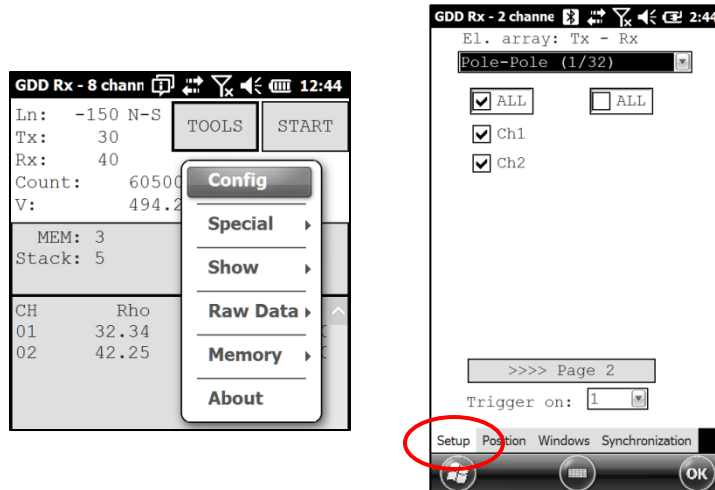 GDD Rx - 8 chann 12:44
Ln: -150 N-S
Tx: 30
Rx: 40
Count: 60500
V: 494.2
TOOLS
START
MEM: 3
Stack: 5
CH Rho
01 32.34
02 42.25
Config
Special
Show
Raw Data
Memory
About
GDD Rx - 2 channe 2:44
El. array: Tx - Rx
Pole-Pole (1/32)
ALL ALL
Ch1
Ch2
>>>> Page 2
Trigger on: 1
Setup Position Windows Synchronization
OK